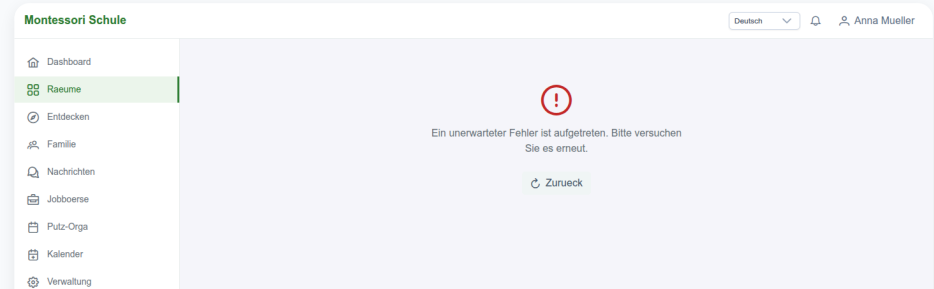 Montessori Schule
Deutsch
Anna Mueller
Dashboard
Raeume
Entdecken
Familie
Nachrichten
Jobboerse
Putz-Orga
Kalender
Verwaltung
Ein unerwarteter Fehler ist aufgetreten. Bitte versuchen
Sie es erneut.
Zurueck